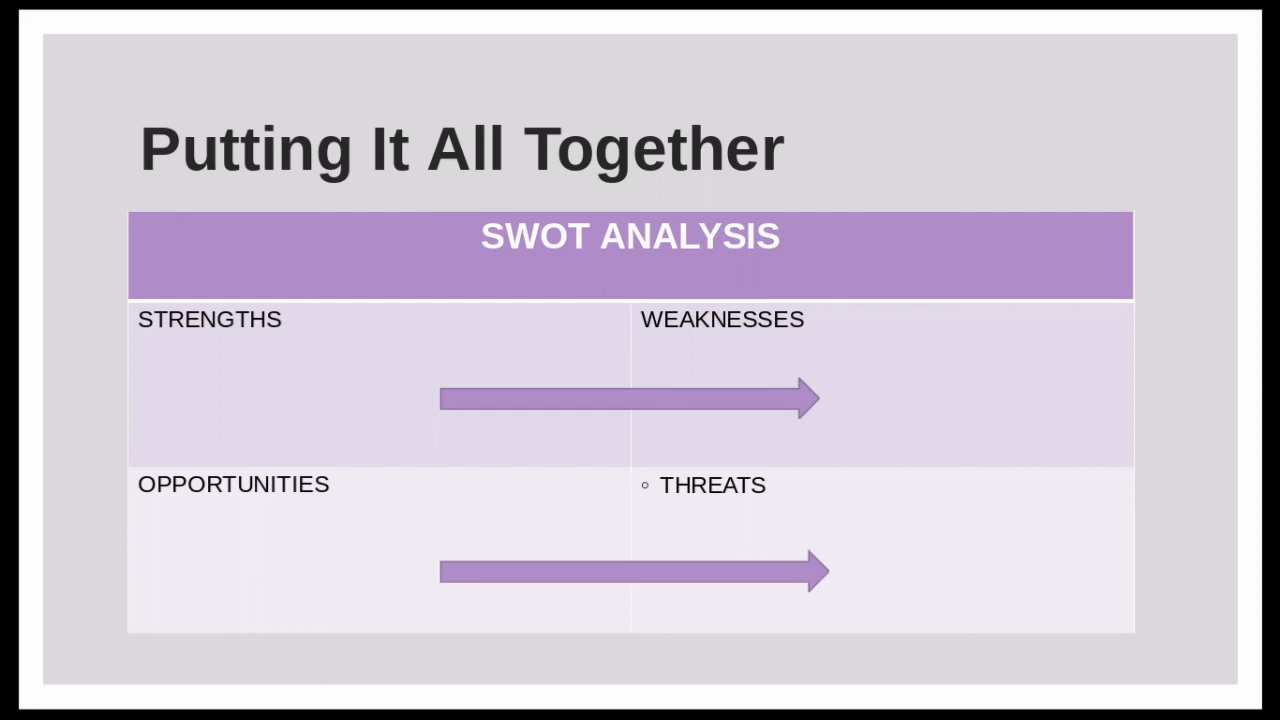 Putting It All Together
SWOT ANALYSIS
STRENGTHS
WEAKNESSES
OPPORTUNITIES
◦ THREATS